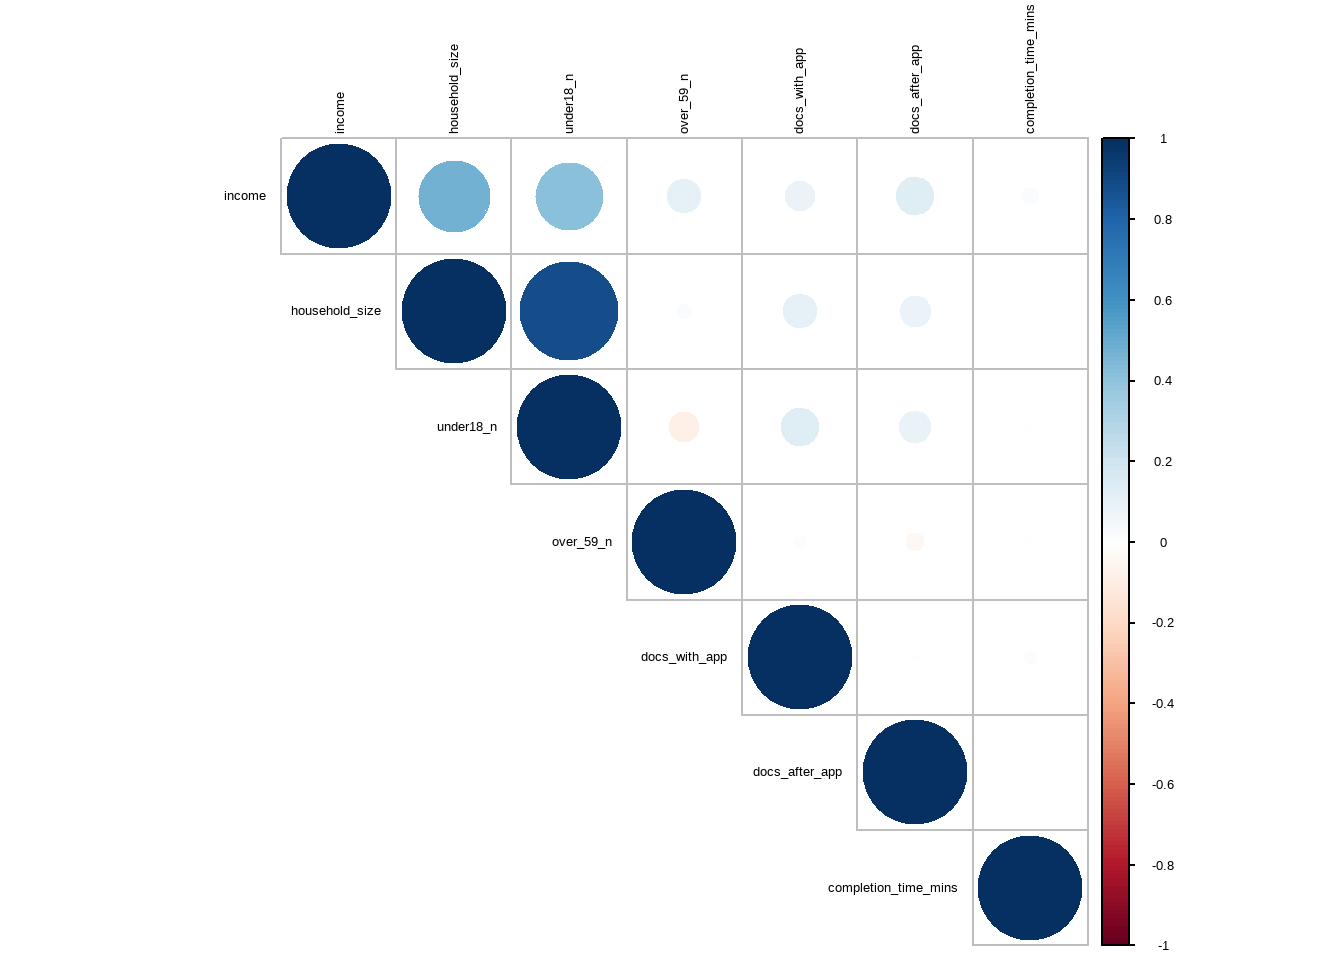 income
household_size
under18_n
over_59_n
docs_with_app
docs_after_app
completion_time_mins
income
household_size
under18_n
over_59_n
docs_with_app
docs_after_app
completion_time_mins
1
0.8
0.6
0.4
0.2
0
-0.2
-0.4
-0.6
-0.8
-1